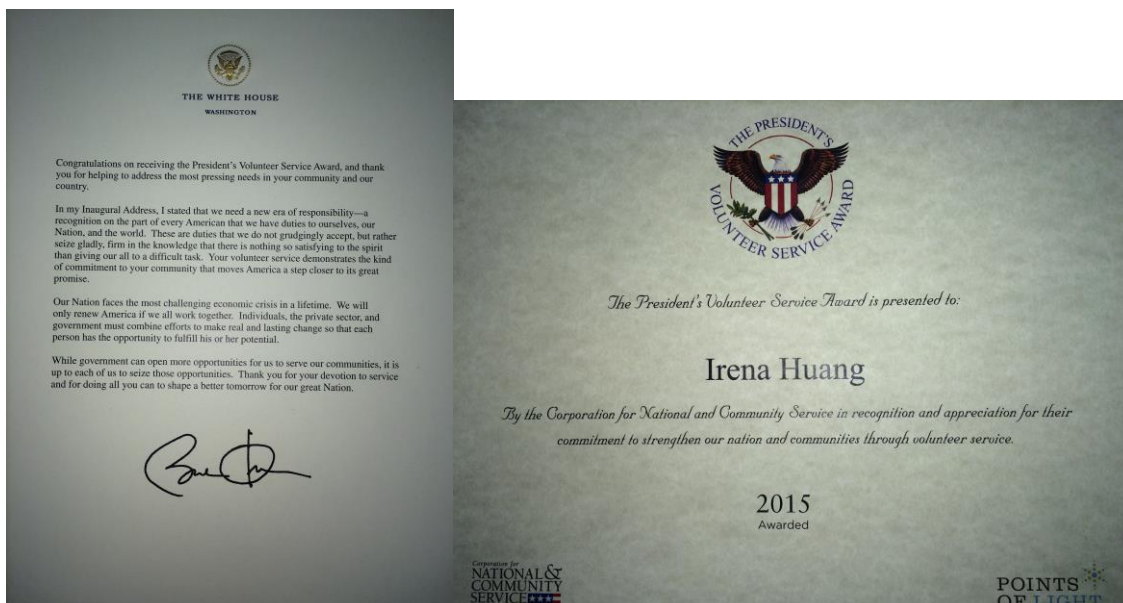 THE WHITE HOUSE
WASHINGTON
Congratulations on receiving the President's Volunteer Service Award, and thank
you for helping to address the most pressing needs in your community and our
country.
In my Inaugural Address, I stated that we need a new era of responsibility—a
recognition on the part of every American that we have duties to ourselves, our
Nation, and the world. These are duties that we do not grudgingly accept, but rather
seize gladly, firm in the knowledge that there is nothing so satisfying to the spirit
than giving our all to a difficult task. Your volunteer service demonstrates the kind
of commitment to your community that moves America a step closer to its great
promise.
Our Nation faces the most challenging economic crisis in a lifetime. We will
only renew America if we all work together. Individuals, the private sector, and
government must combine efforts to make real and lasting change so that each
person has the opportunity to fulfill his or her potential.
While government can open more opportunities for us to serve our communities, it is
up to each of us to seize those opportunities. Thank you for your devotion to service
and for doing all you can to shape a better tomorrow for our great Nation.
THE PRESIDENT'S
VOLUNTEER SERVICE AWARD
The President's Volunteer Service Award is presented to:
Irena Huang
By the Corporation for National and Community Service in recognition and appreciation for their
commitment to strengthen our nation and communities through volunteer service.
2015
Awarded
Corporation for
NATIONAL &
COMMUNITY
SERVICE
POINTS
OF LIGHT